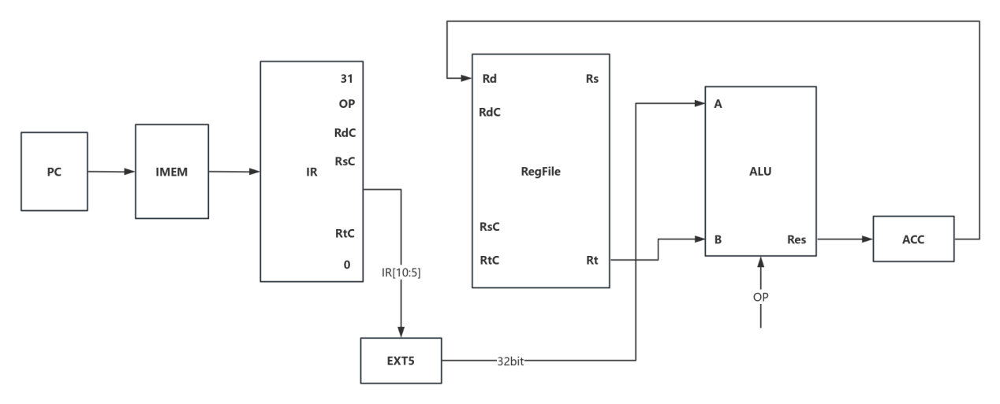 PC
IMEM
31
OP
RdC
RsC
IR
RtC
0
IR[10:5]
EXT5
32bit
Rd
Rs
RdC
RegFile
RsC
RtC
Rt
A
ALU
B
Res
OP
ACC